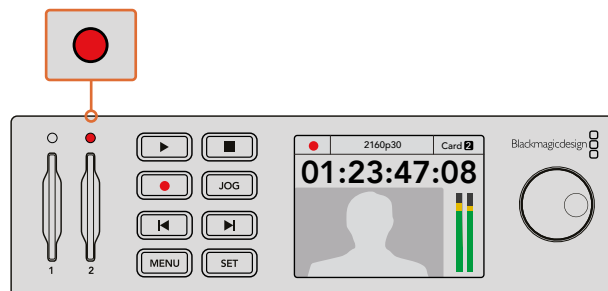 2160p30 Card 2
Blackmagicdesign
01:23:47:08
JOG
1 2
MENU SET